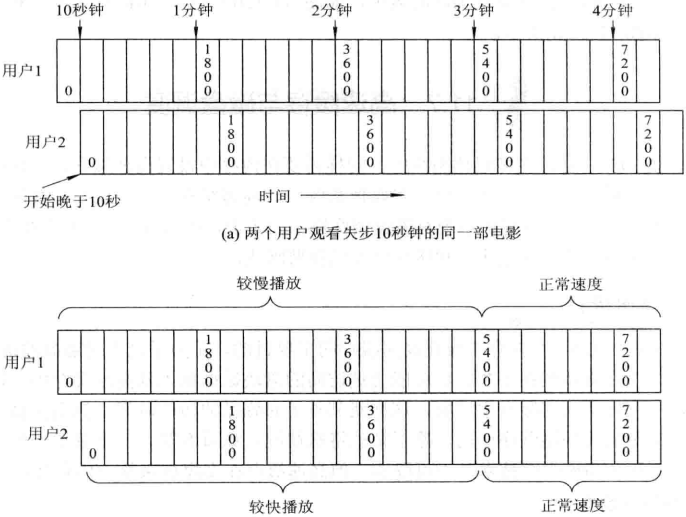 10秒钟 1分钟 2分钟 3分钟 4分钟
用户1 0 1800 3600 5400 7200
用户2 0 1800 3600 5400 7200
开始晚于10秒
时间
(a) 两个用户观看失步10秒钟的同一部电影
较慢播放 正常速度
用户1 0 1800 3600 5400 7200
用户2 0 1800 3600 5400 7200
较快播放 正常速度